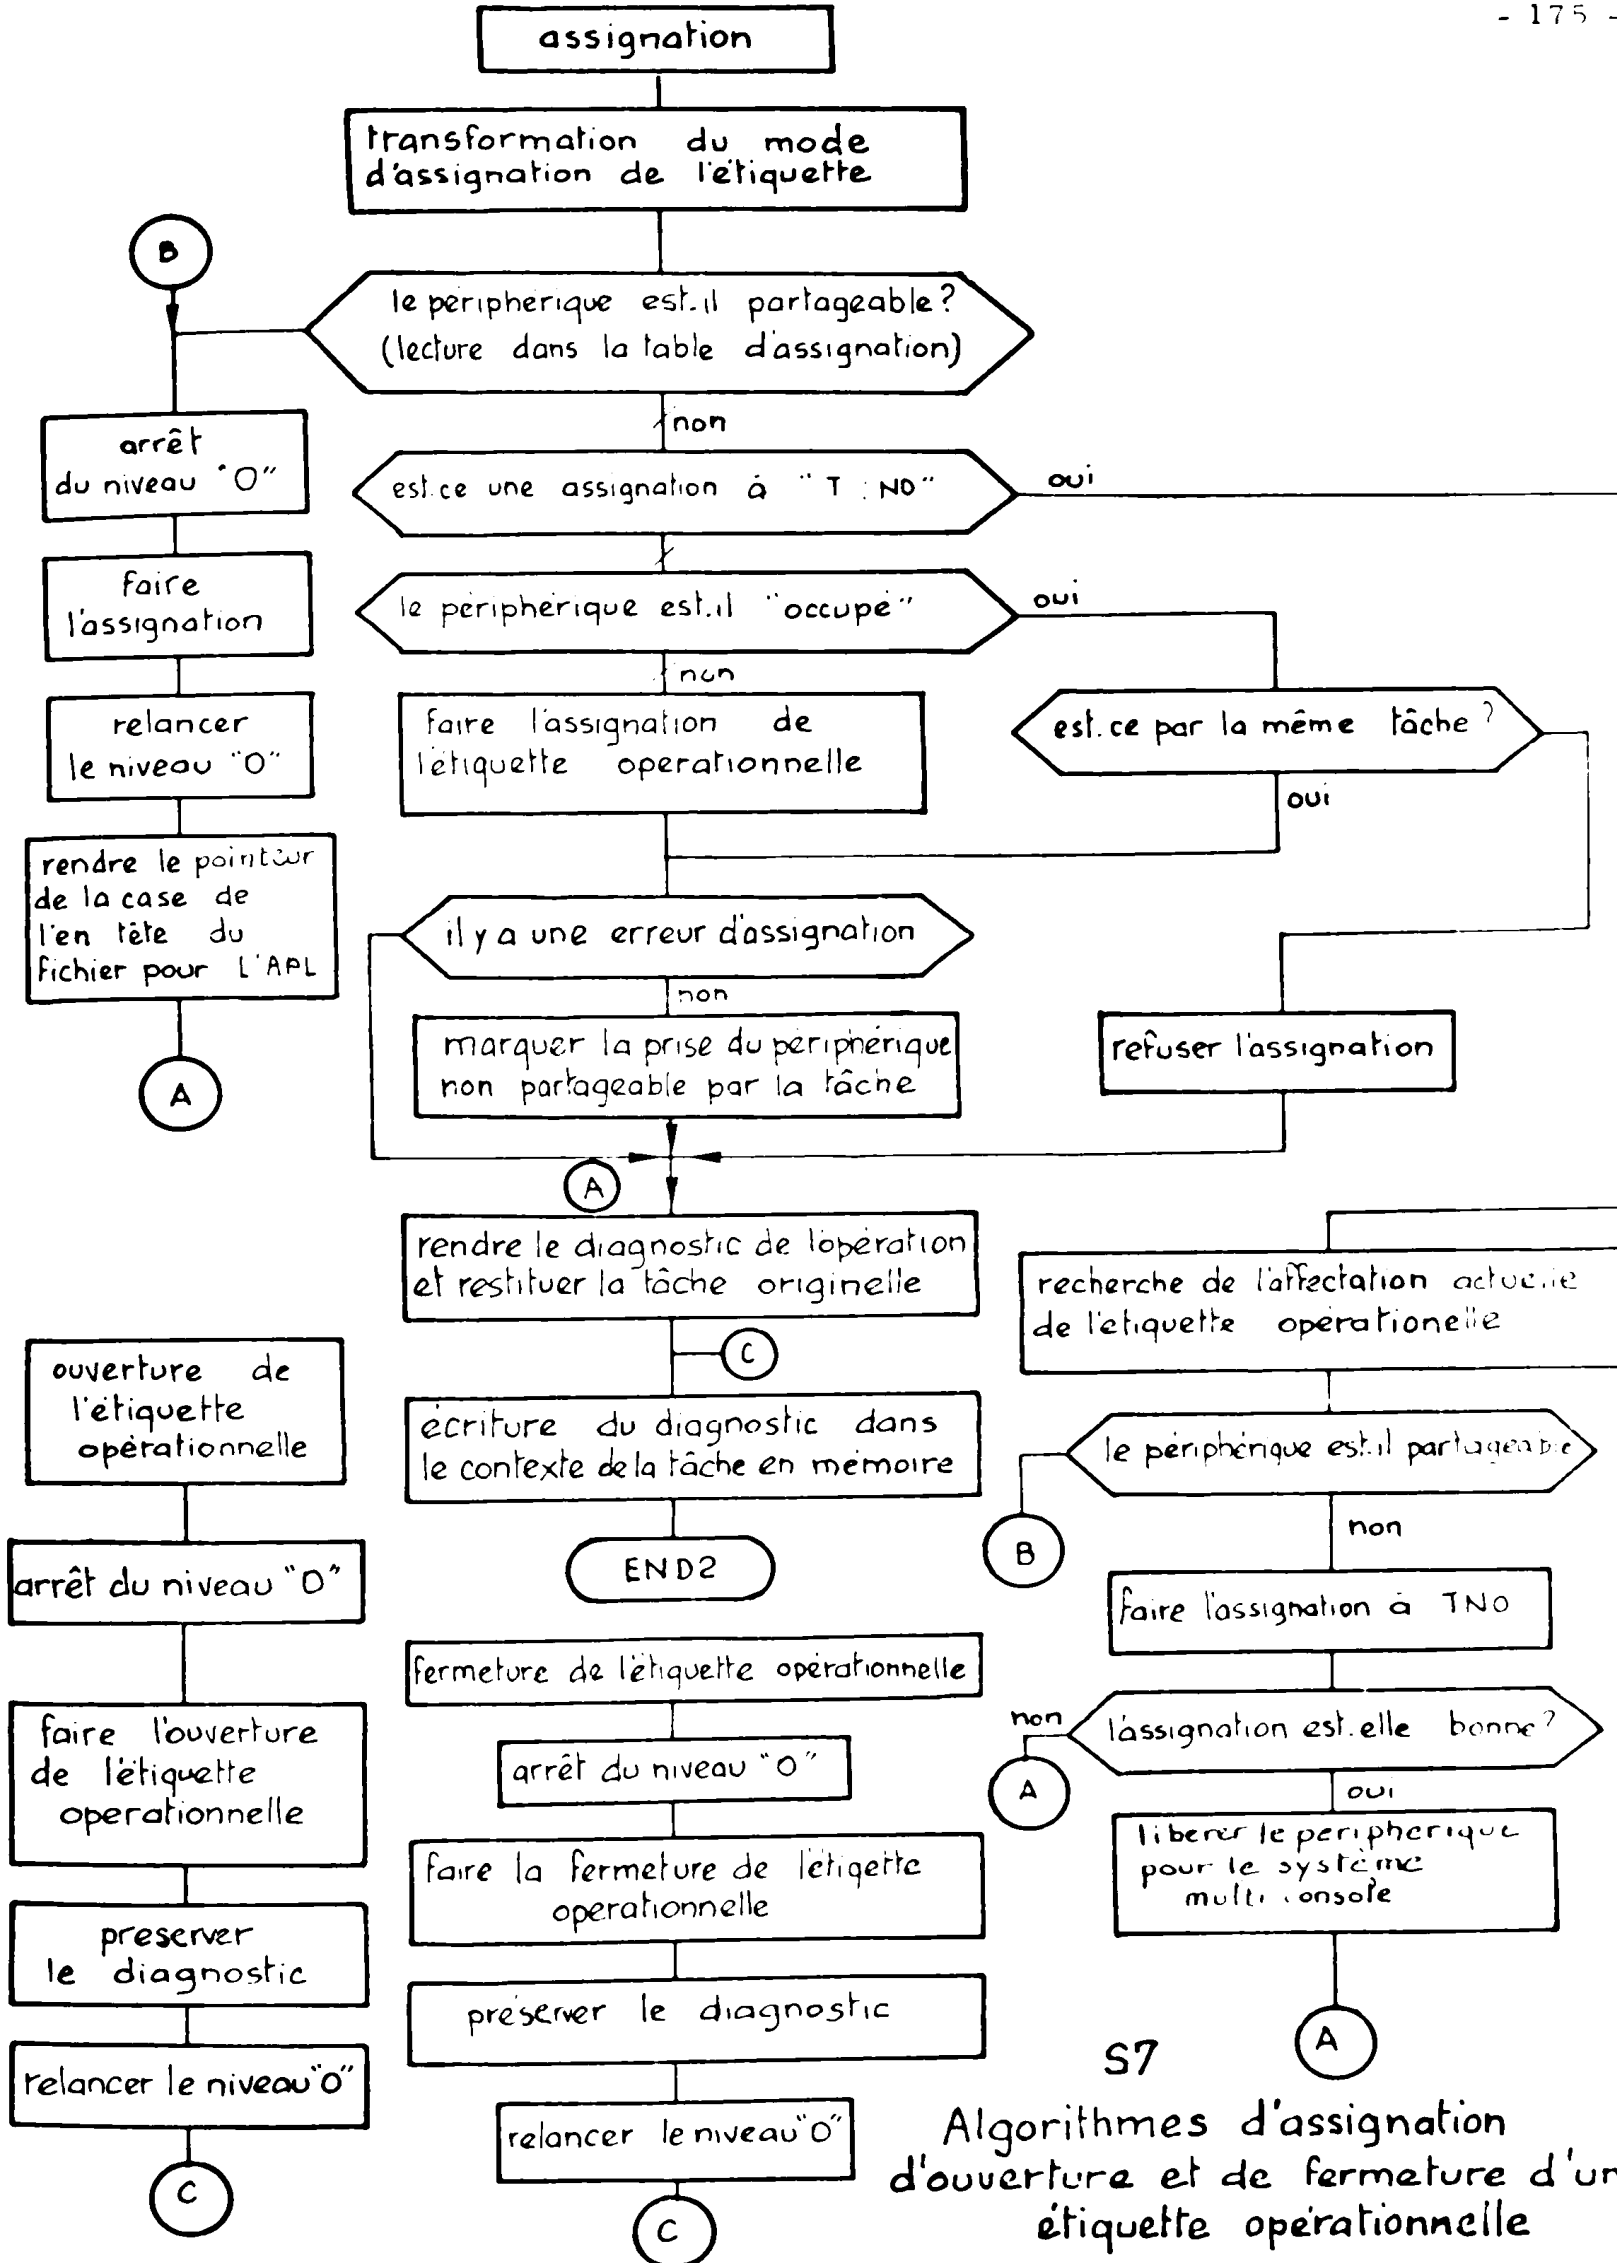 - 175 -
assignation
transformation du mode
d'assignation de l'étiquette
B
le périphérique est.il partageable?
(lecture dans la table d'assignation)
non
arrêt
du niveau "O"
est.ce une assignation à "T : NO"
oui
faire
l'assignation
le périphérique est.il "occupé"
oui
non
relancer
le niveau "O"
faire l'assignation de
l'étiquette operationnelle
est.ce par la même tâche ?
oui
rendre le pointeur
de la case de
l'en tête du
fichier pour L'APL
il y a une erreur d'assignation
non
A
marquer la prise du périphérique
non partageable par la tâche
refuser l'assignation
A
rendre le diagnostic de l'opération
et restituer la tâche originelle
recherche de l'affectation actuelle
de l'étiquette opérationelle
C
ouverture de
l'étiquette
opérationnelle
écriture du diagnostic dans
le contexte de la tâche en mémoire
le périphérique est.il partageable
B
non
END2
arrêt du niveau "O"
faire l'assignation à TNO
fermeture de l'étiquette opérationnelle
non
l'assignation est.elle bonne?
A
oui
faire l'ouverture
de l'étiquette
operationnelle
arrêt du niveau "O"
liberer le peripherique
pour le système
multi console
faire la fermeture de l'étiqette
operationnelle
preserver
le diagnostic
préserver le diagnostic
A
relancer le niveau "O"
relancer le niveau "O"
C
C
S7
Algorithmes d'assignation
d'ouverture et de fermeture d'un
étiquette opérationnelle